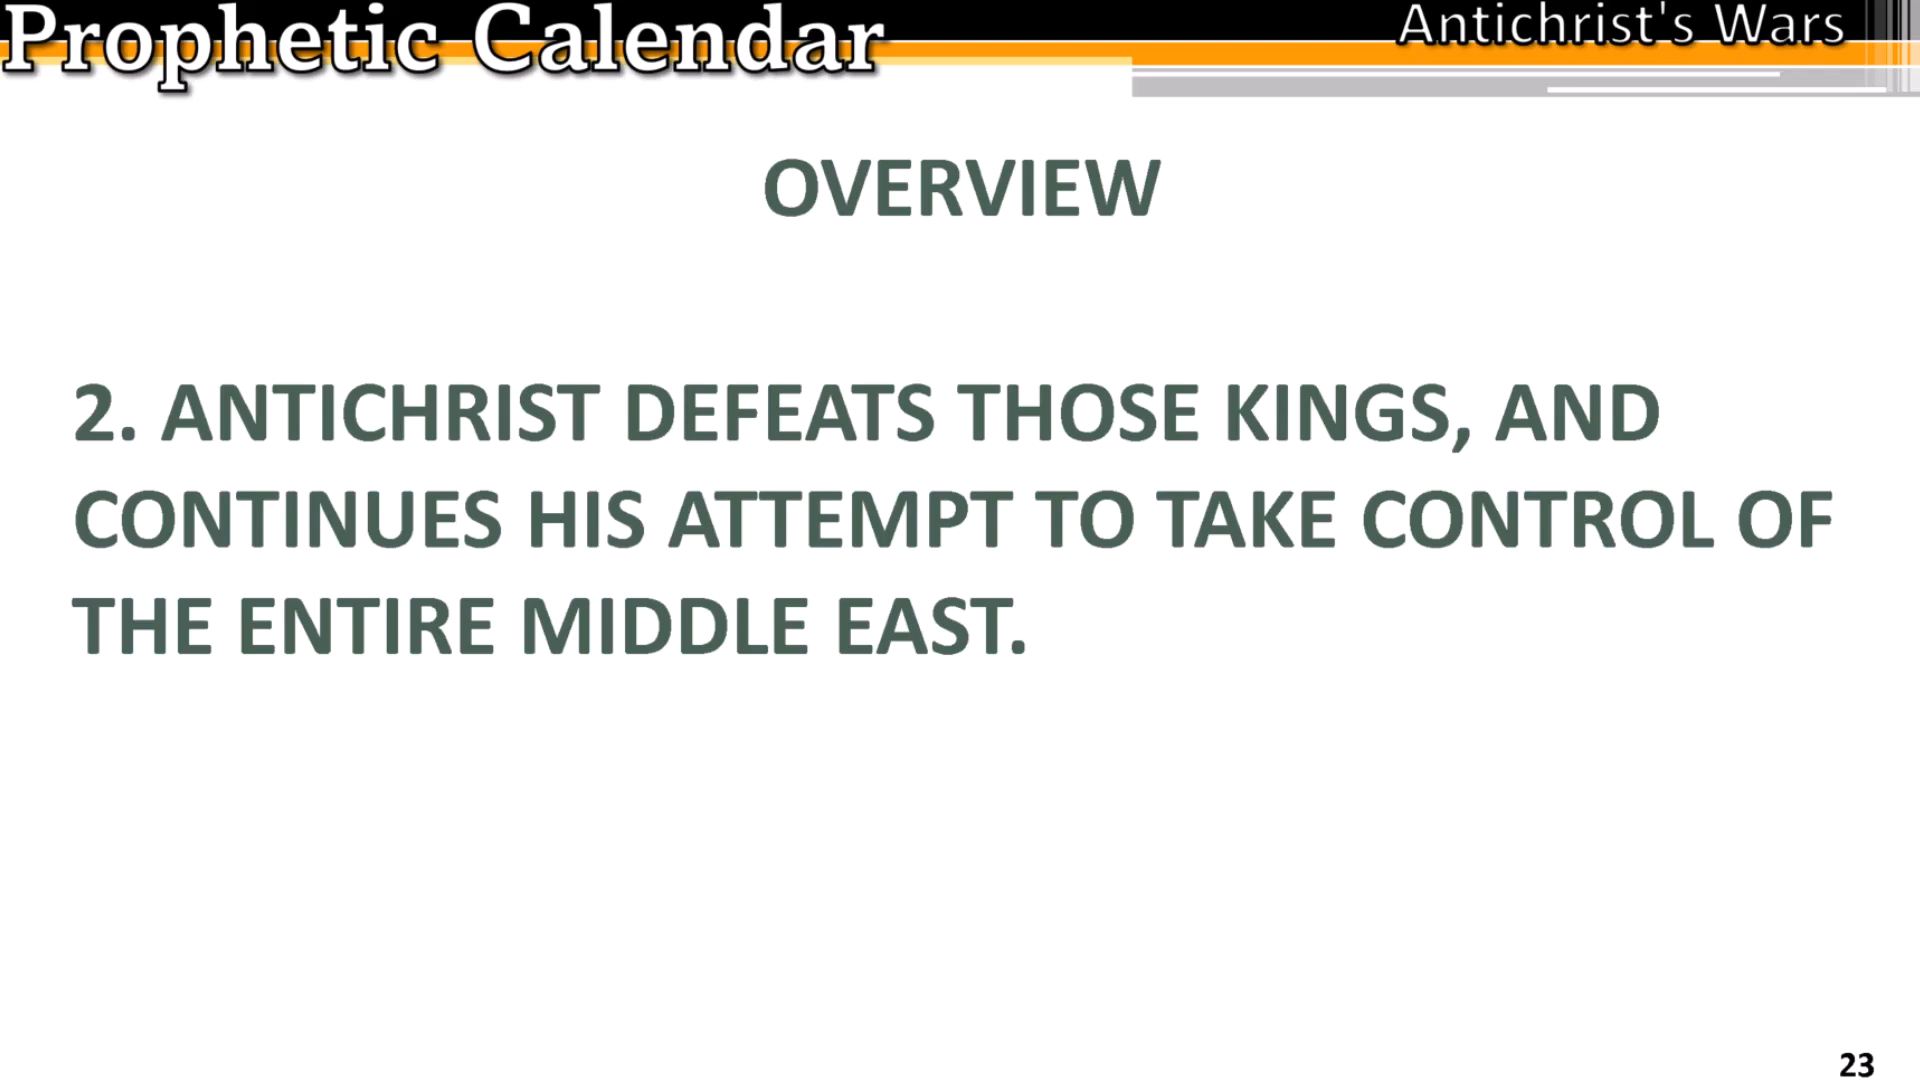 Prophetic Calendar
Antichrist's Wars
OVERVIEW
2. ANTICHRIST DEFEATS THOSE KINGS, AND
CONTINUES HIS ATTEMPT TO TAKE CONTROL OF
THE ENTIRE MIDDLE EAST.
23